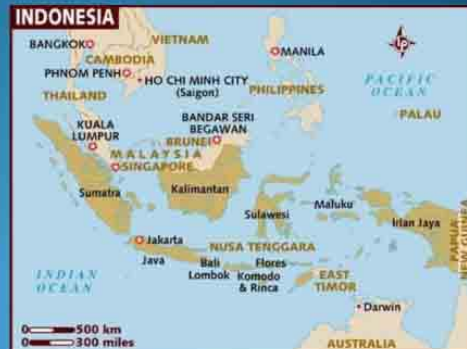 INDONESIA
BANGKOK
VIETNAM
CAMBODIA
PHNOM PENH
HO CHI MINH CITY
(Saigon)
THAILAND
MANILA
PHILIPPINES
PACIFIC
OCEAN
PALAU
KUALA
LUMPUR
BANDAR SERI
BEGAWAN
BRUNEI
MALAYSIA
SINGAPORE
Sumatra
Kalimantan
Sulawesi
Maluku
Irian Jaya
PAPUA
NEW GUINEA
Jakarta
Java
NUSA TENGGARA
Bali
Lombok
Flores
Komodo
& Rinca
EAST
TIMOR
INDIAN
OCEAN
Darwin
AUSTRALIA
0 500 km
0 300 miles